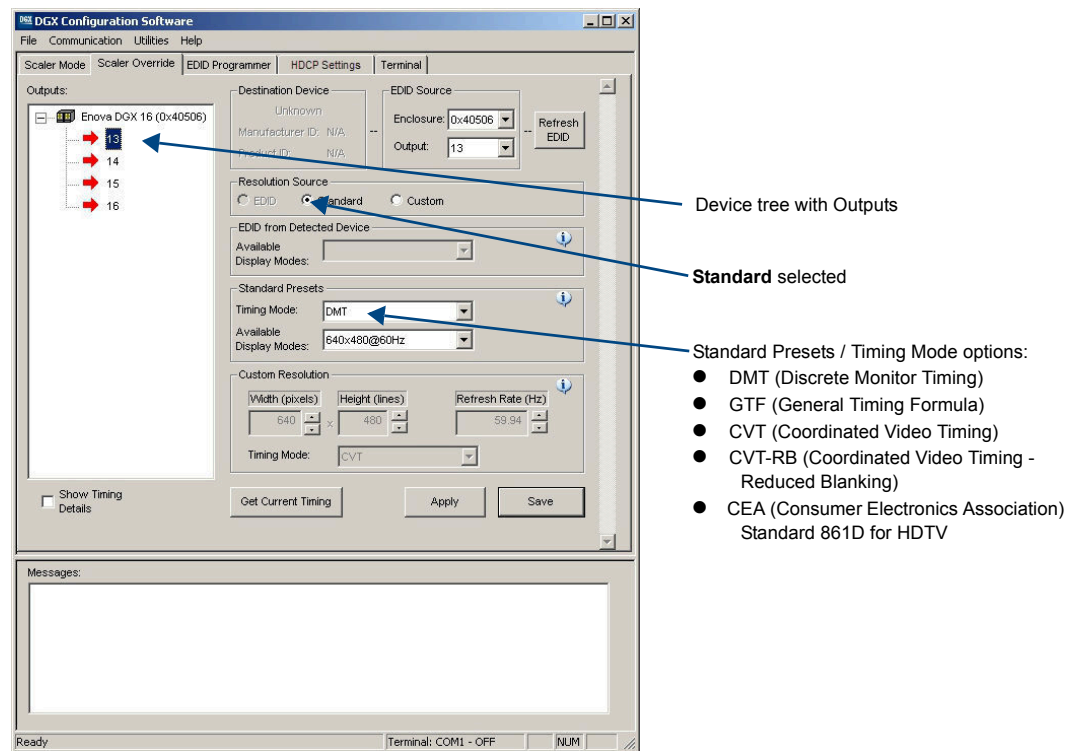 DGX Configuration Software
File Communication Utilities Help
Scaler Mode Scaler Override EDID Programmer HDCP Settings Terminal
Outputs:
Enova DGX 16 (0x40506)
13
14
15
16
Show Timing
Details
Destination Device
Unknown
Manufacturer ID: N/A
Product ID: N/A
--
EDID Source
Enclosure: 0x40506
Output: 13
--
Refresh
EDID
Resolution Source
EDID Standard Custom
EDID from Detected Device
Available
Display Modes:
Standard Presets
Timing Mode: DMT
Available
Display Modes: 640x480@60Hz
Custom Resolution
Width (pixels) Height (lines) Refresh Rate (Hz)
640 x 480 59.94
Timing Mode: CVT
Get Current Timing Apply Save
Messages:
Ready Terminal: COM1 - OFF NUM
Device tree with Outputs
Standard selected
Standard Presets / Timing Mode options:
● DMT (Discrete Monitor Timing)
● GTF (General Timing Formula)
● CVT (Coordinated Video Timing)
● CVT-RB (Coordinated Video Timing -
Reduced Blanking)
● CEA (Consumer Electronics Association)
Standard 861D for HDTV